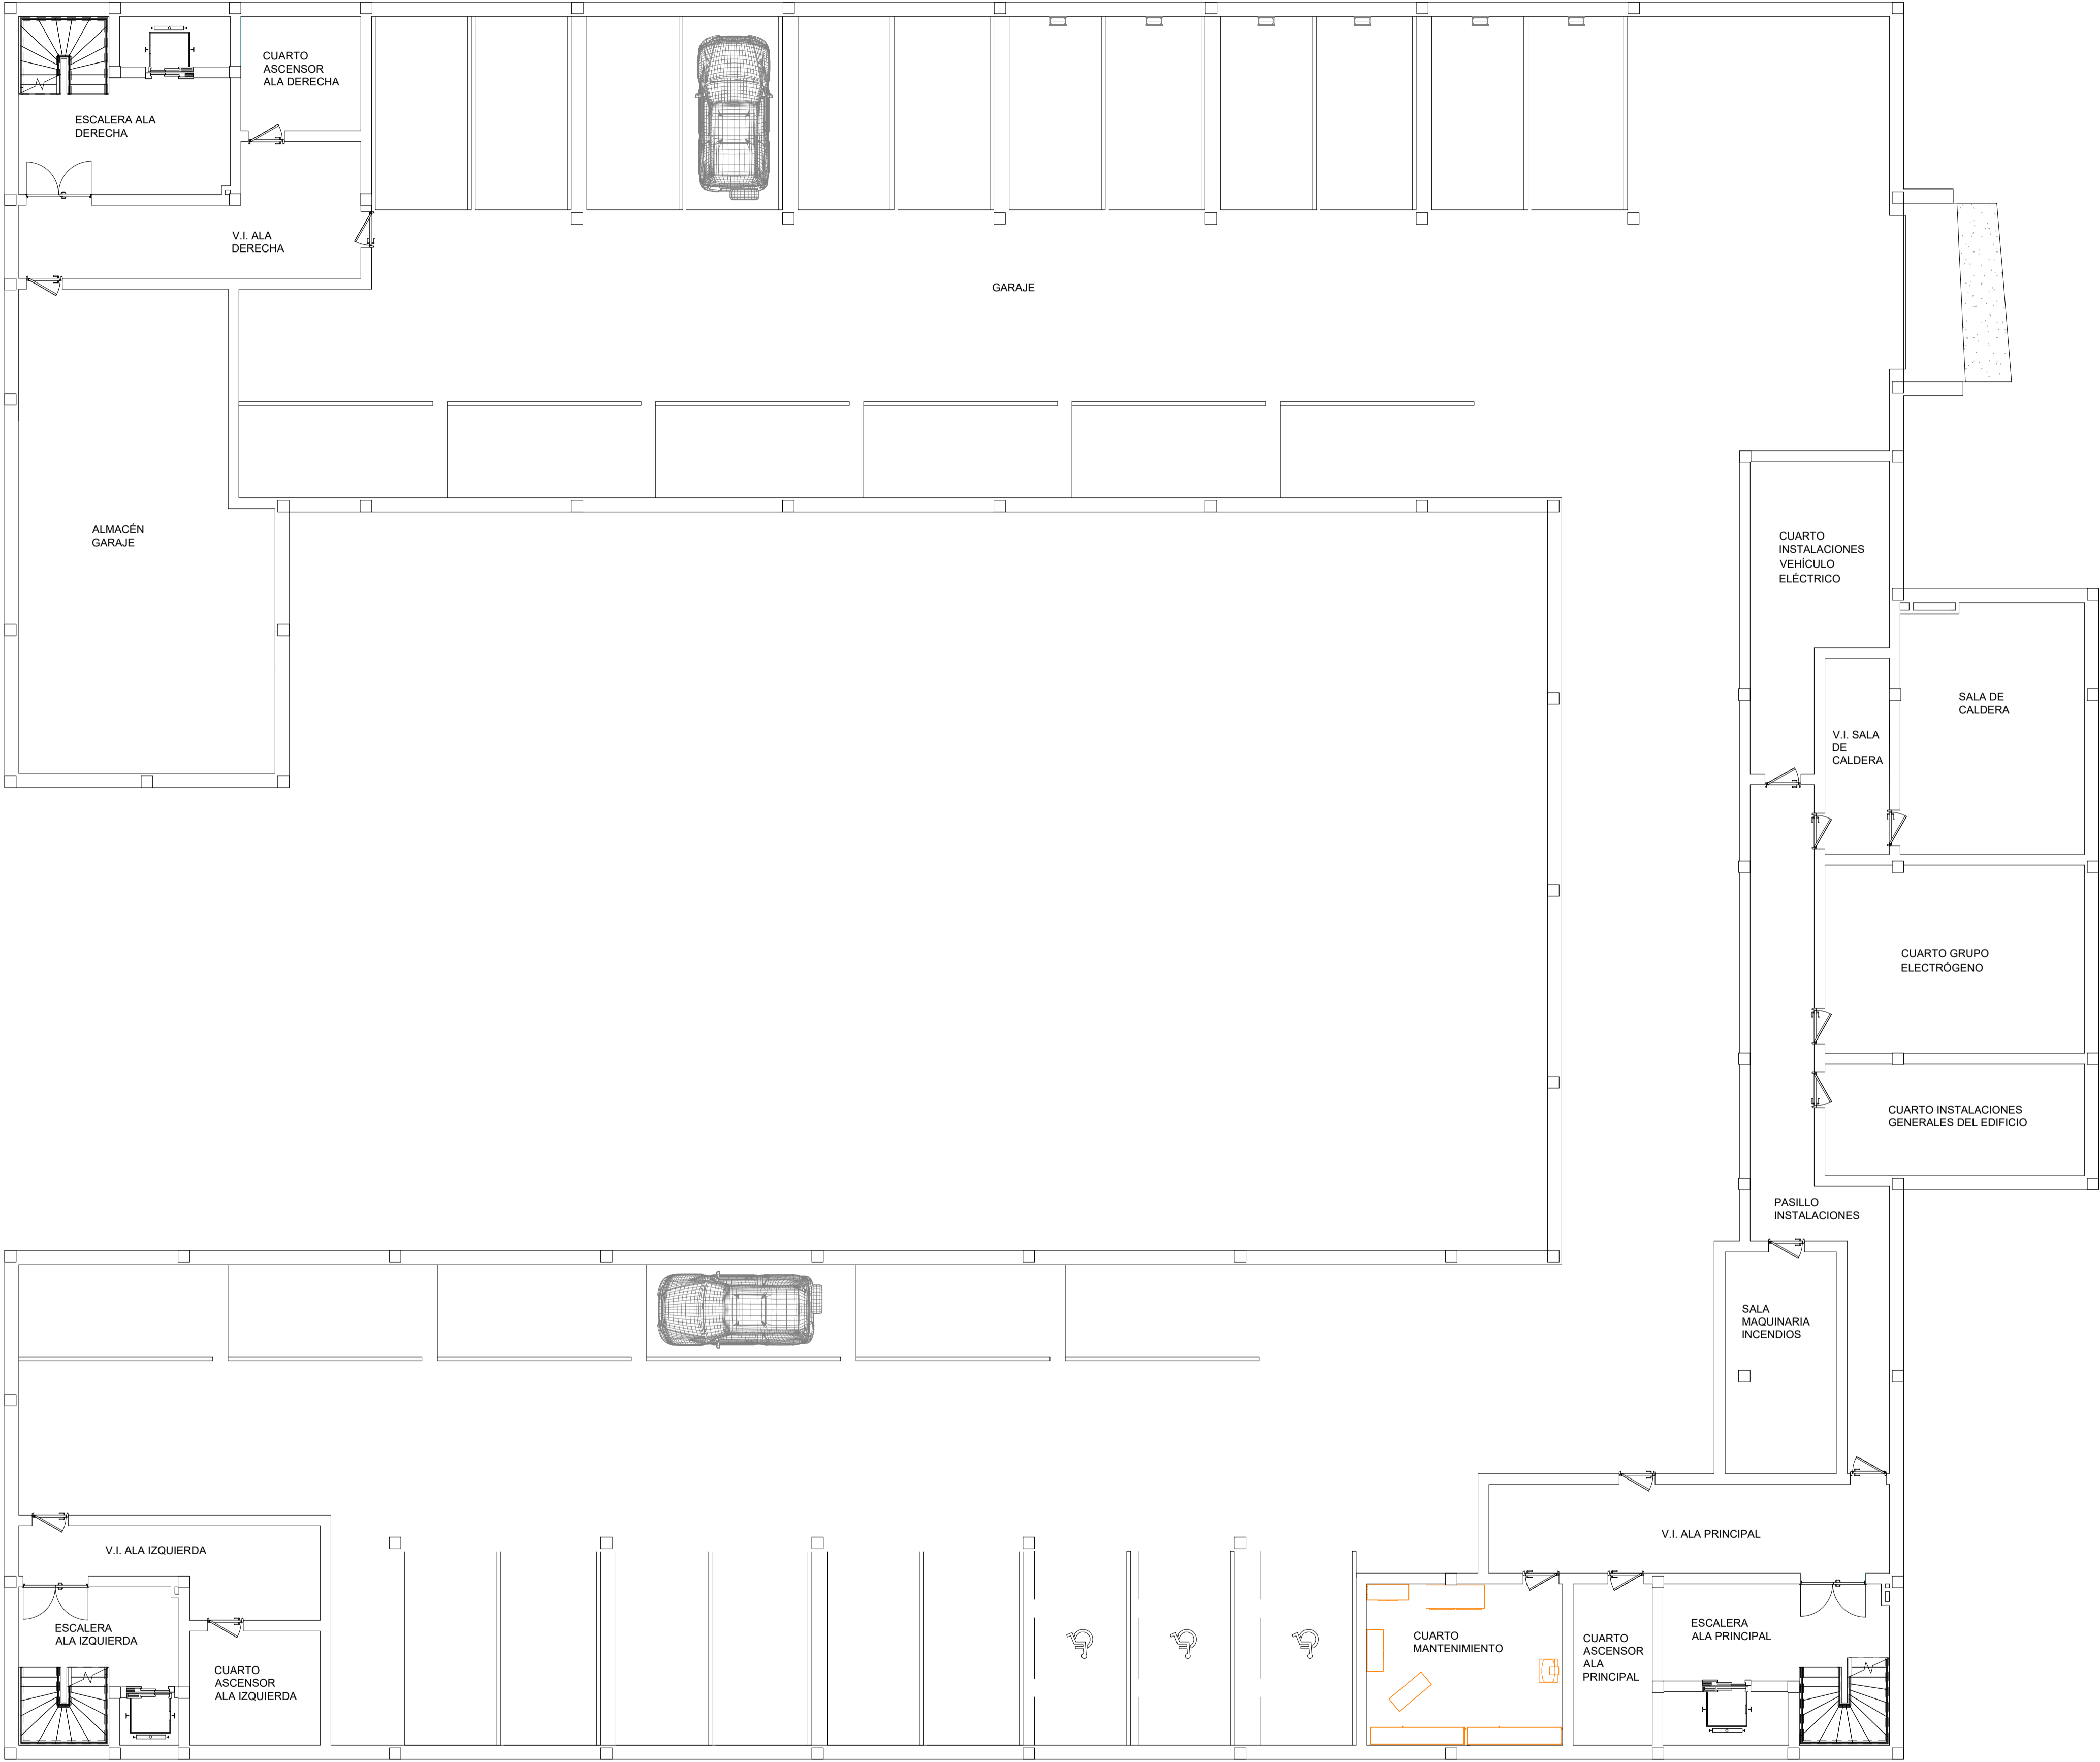 CUARTO
ASCENSOR
ALA DERECHA
ESCALERA ALA
DERECHA
V.I. ALA
DERECHA
GARAJE
ALMACÉN
GARAJE
CUARTO
INSTALACIONES
VEHÍCULO
ELÉCTRICO
SALA DE
CALDERA
V.I. SALA
DE
CALDERA
CUARTO GRUPO
ELECTRÓGENO
CUARTO INSTALACIONES
GENERALES DEL EDIFICIO
PASILLO
INSTALACIONES
SALA
MAQUINARIA
INCENDIOS
V.I. ALA PRINCIPAL
V.I. ALA IZQUIERDA
ESCALERA
ALA IZQUIERDA
CUARTO
ASCENSOR
ALA IZQUIERDA
CUARTO
MANTENIMIENTO
CUARTO
ASCENSOR
ALA
PRINCIPAL
ESCALERA
ALA PRINCIPAL